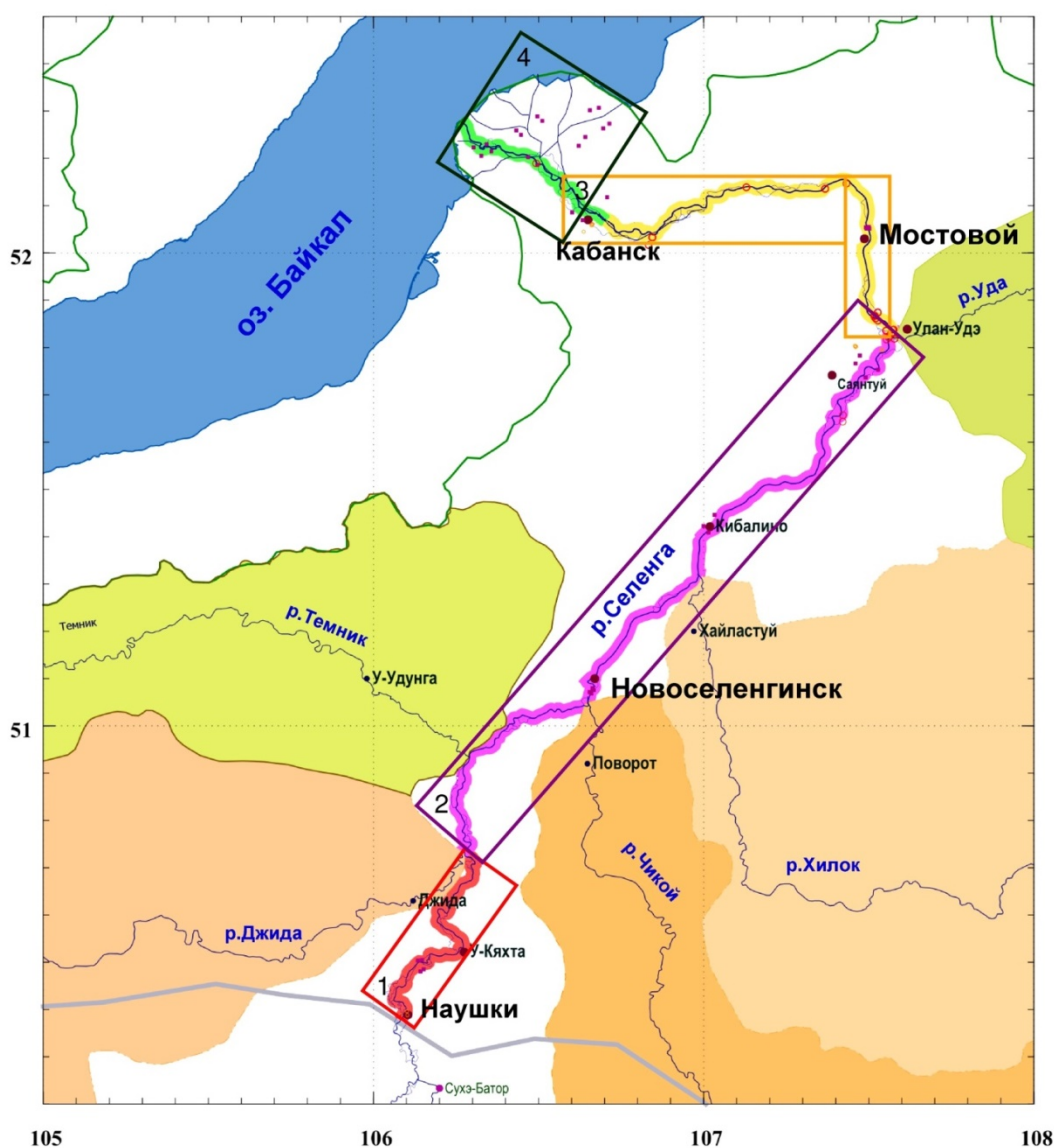 4
3
оз. Байкал
52
Кабанск
Мостовой
р.Уда
Улан-Удэ
Саянтуй
Кибалино
р.Селенга
Темник
р.Темник
Хайластуй
У-Удунга
Новоселенгинск
51
Поворот
2
р.Чикой
р.Хилок
Джида
р.Джида
У-Кяхта
1
Наушки
Сухэ-Батор
105
106
107
108